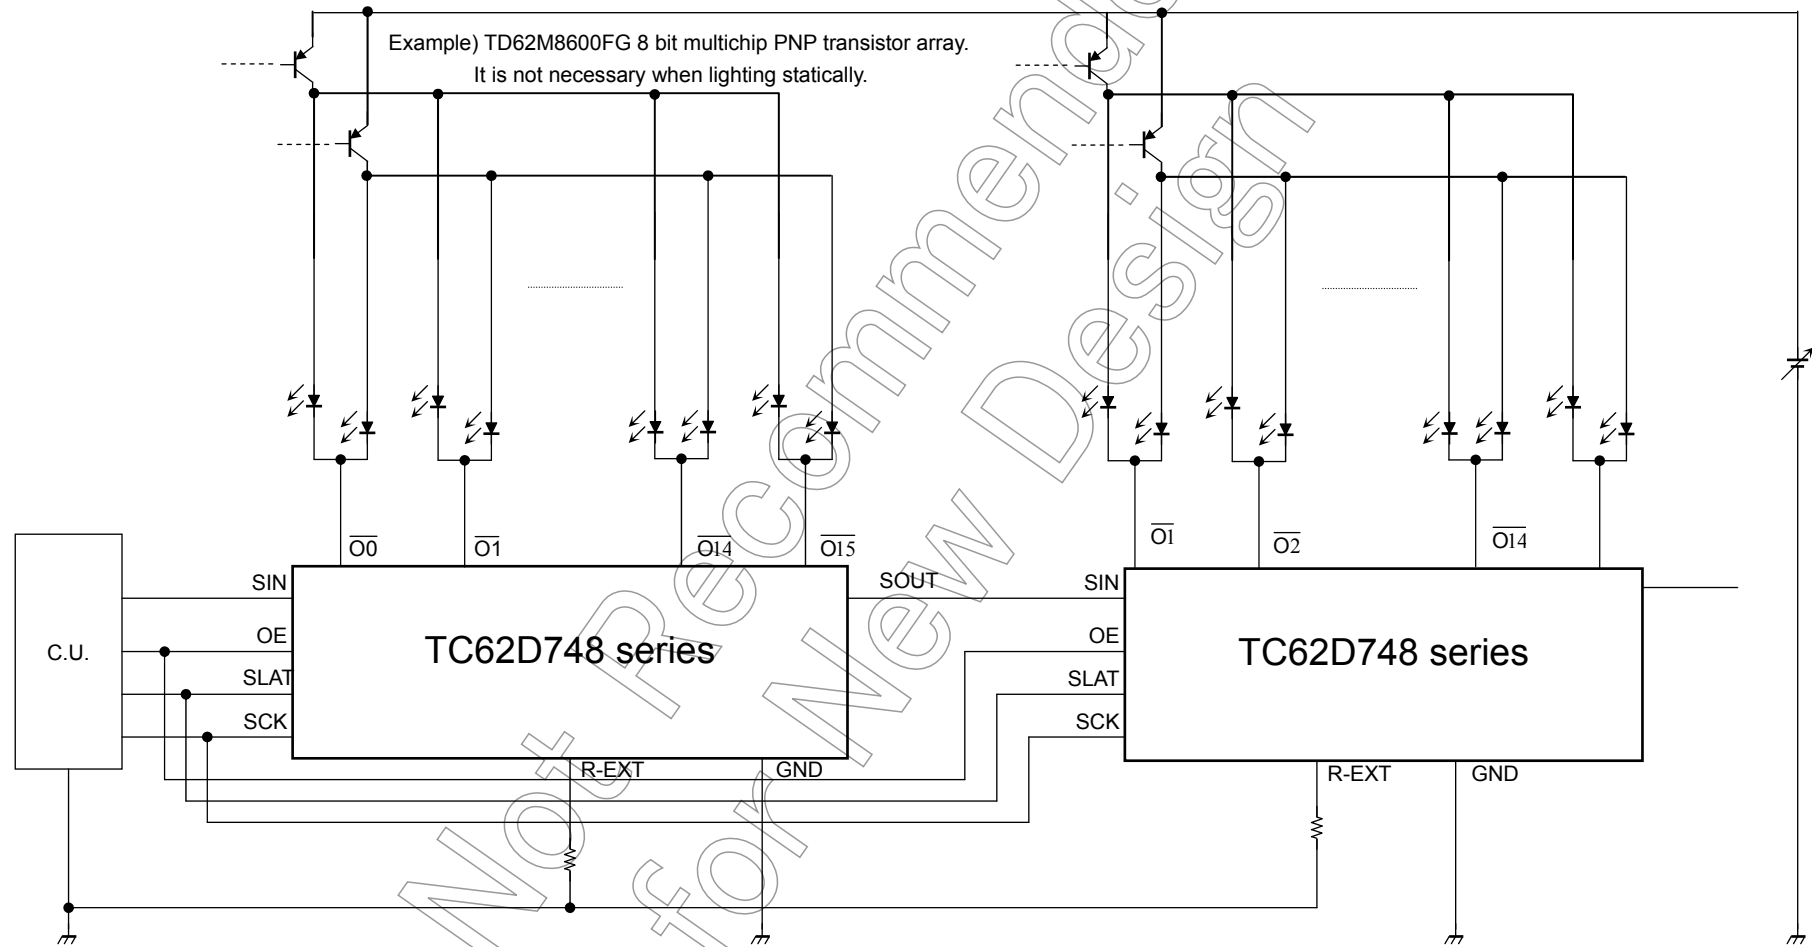 Example) TD62M8600FG 8 bit multichip PNP transistor array.
It is not necessary when lighting statically.
O0
O1
O14
O15
O1
O2
O14
C.U.
SIN
OE
SLAT
SCK
TC62D748 series
SOUT
R-EXT
GND
SIN
OE
SLAT
SCK
TC62D748 series
R-EXT
GND
Not Recommende
for New Design